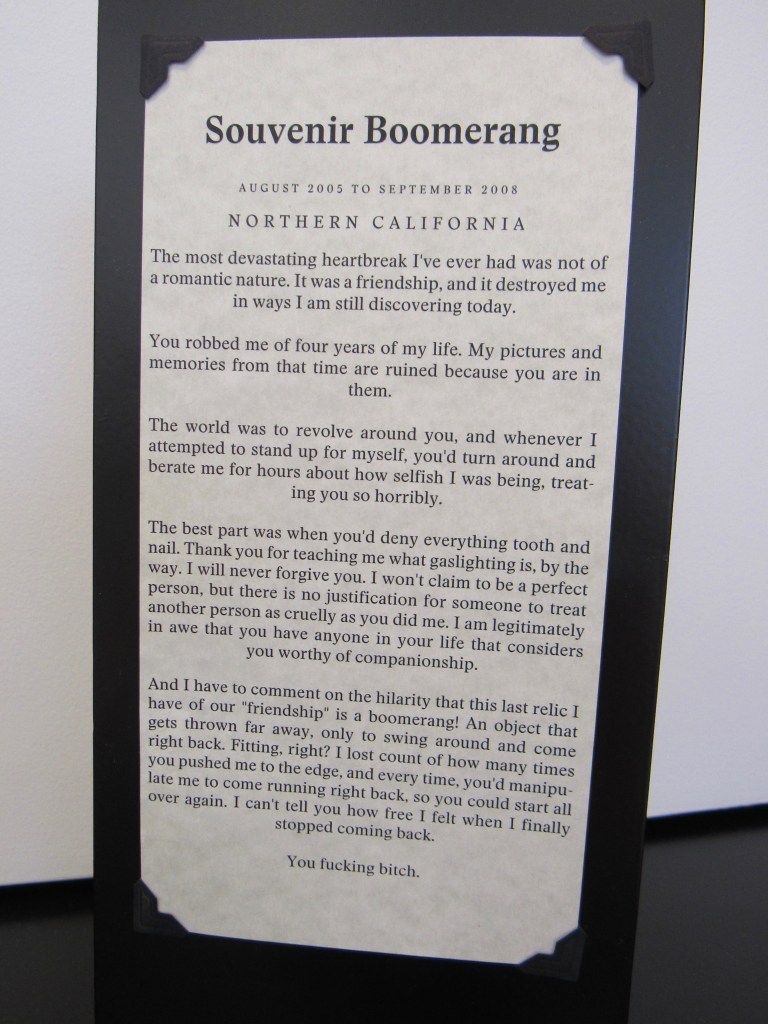 Souvenir Boomerang
AUGUST 2005 TO SEPTEMBER 2008
NORTHERN CALIFORNIA
The most devastating heartbreak I've ever had was not of
a romantic nature. It was a friendship, and it destroyed me
in ways I am still discovering today.
You robbed me of four years of my life. My pictures and
memories from that time are ruined because you are in
them.
The world was to revolve around you, and whenever I
attempted to stand up for myself, you'd turn around and
berate me for hours about how selfish I was being, treat-
ing you so horribly.
The best part was when you'd deny everything tooth and
nail. Thank you for teaching me what gaslighting is, by the
way. I will never forgive you. I won't claim to be a perfect
person, but there is no justification for someone to treat
another person as cruelly as you did me. I am legitimately
in awe that you have anyone in your life that considers
you worthy of companionship.
And I have to comment on the hilarity that this last relic I
have of our "friendship" is a boomerang! An object that
gets thrown far away, only to swing around and come
right back. Fitting, right? I lost count of how many times
you pushed me to the edge, and every time, you'd manipu-
late me to come running right back, so you could start all
over again. I can't tell you how free I felt when I finally
stopped coming back.
You fucking bitch.